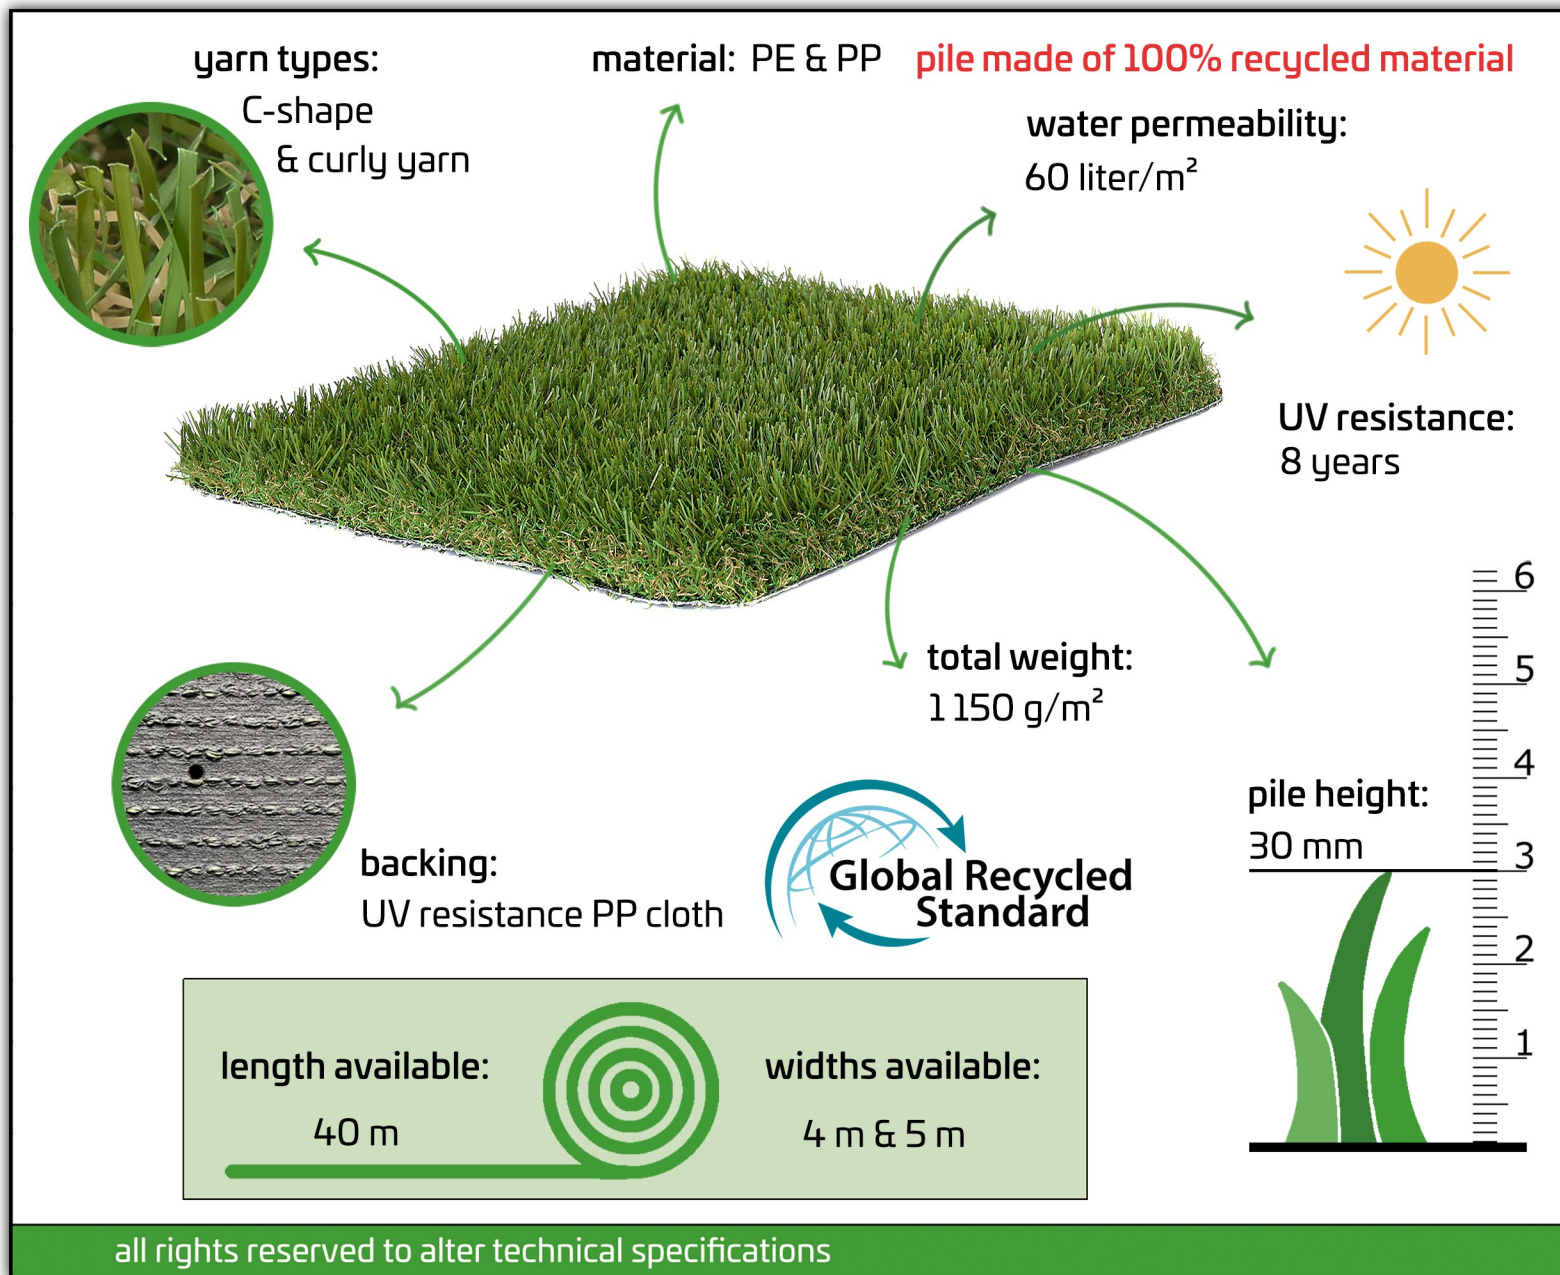 yarn types:
C-shape
& curly yarn
material: PE & PP
pile made of 100% recycled material
water permeability:
60 liter/m²
UV resistance:
8 years
total weight:
1 150 g/m²
pile height:
30 mm
6
5
4
3
2
1
backing:
UV resistance PP cloth
Global Recycled
Standard
length available:
40 m
widths available:
4 m & 5 m
all rights reserved to alter technical specifications